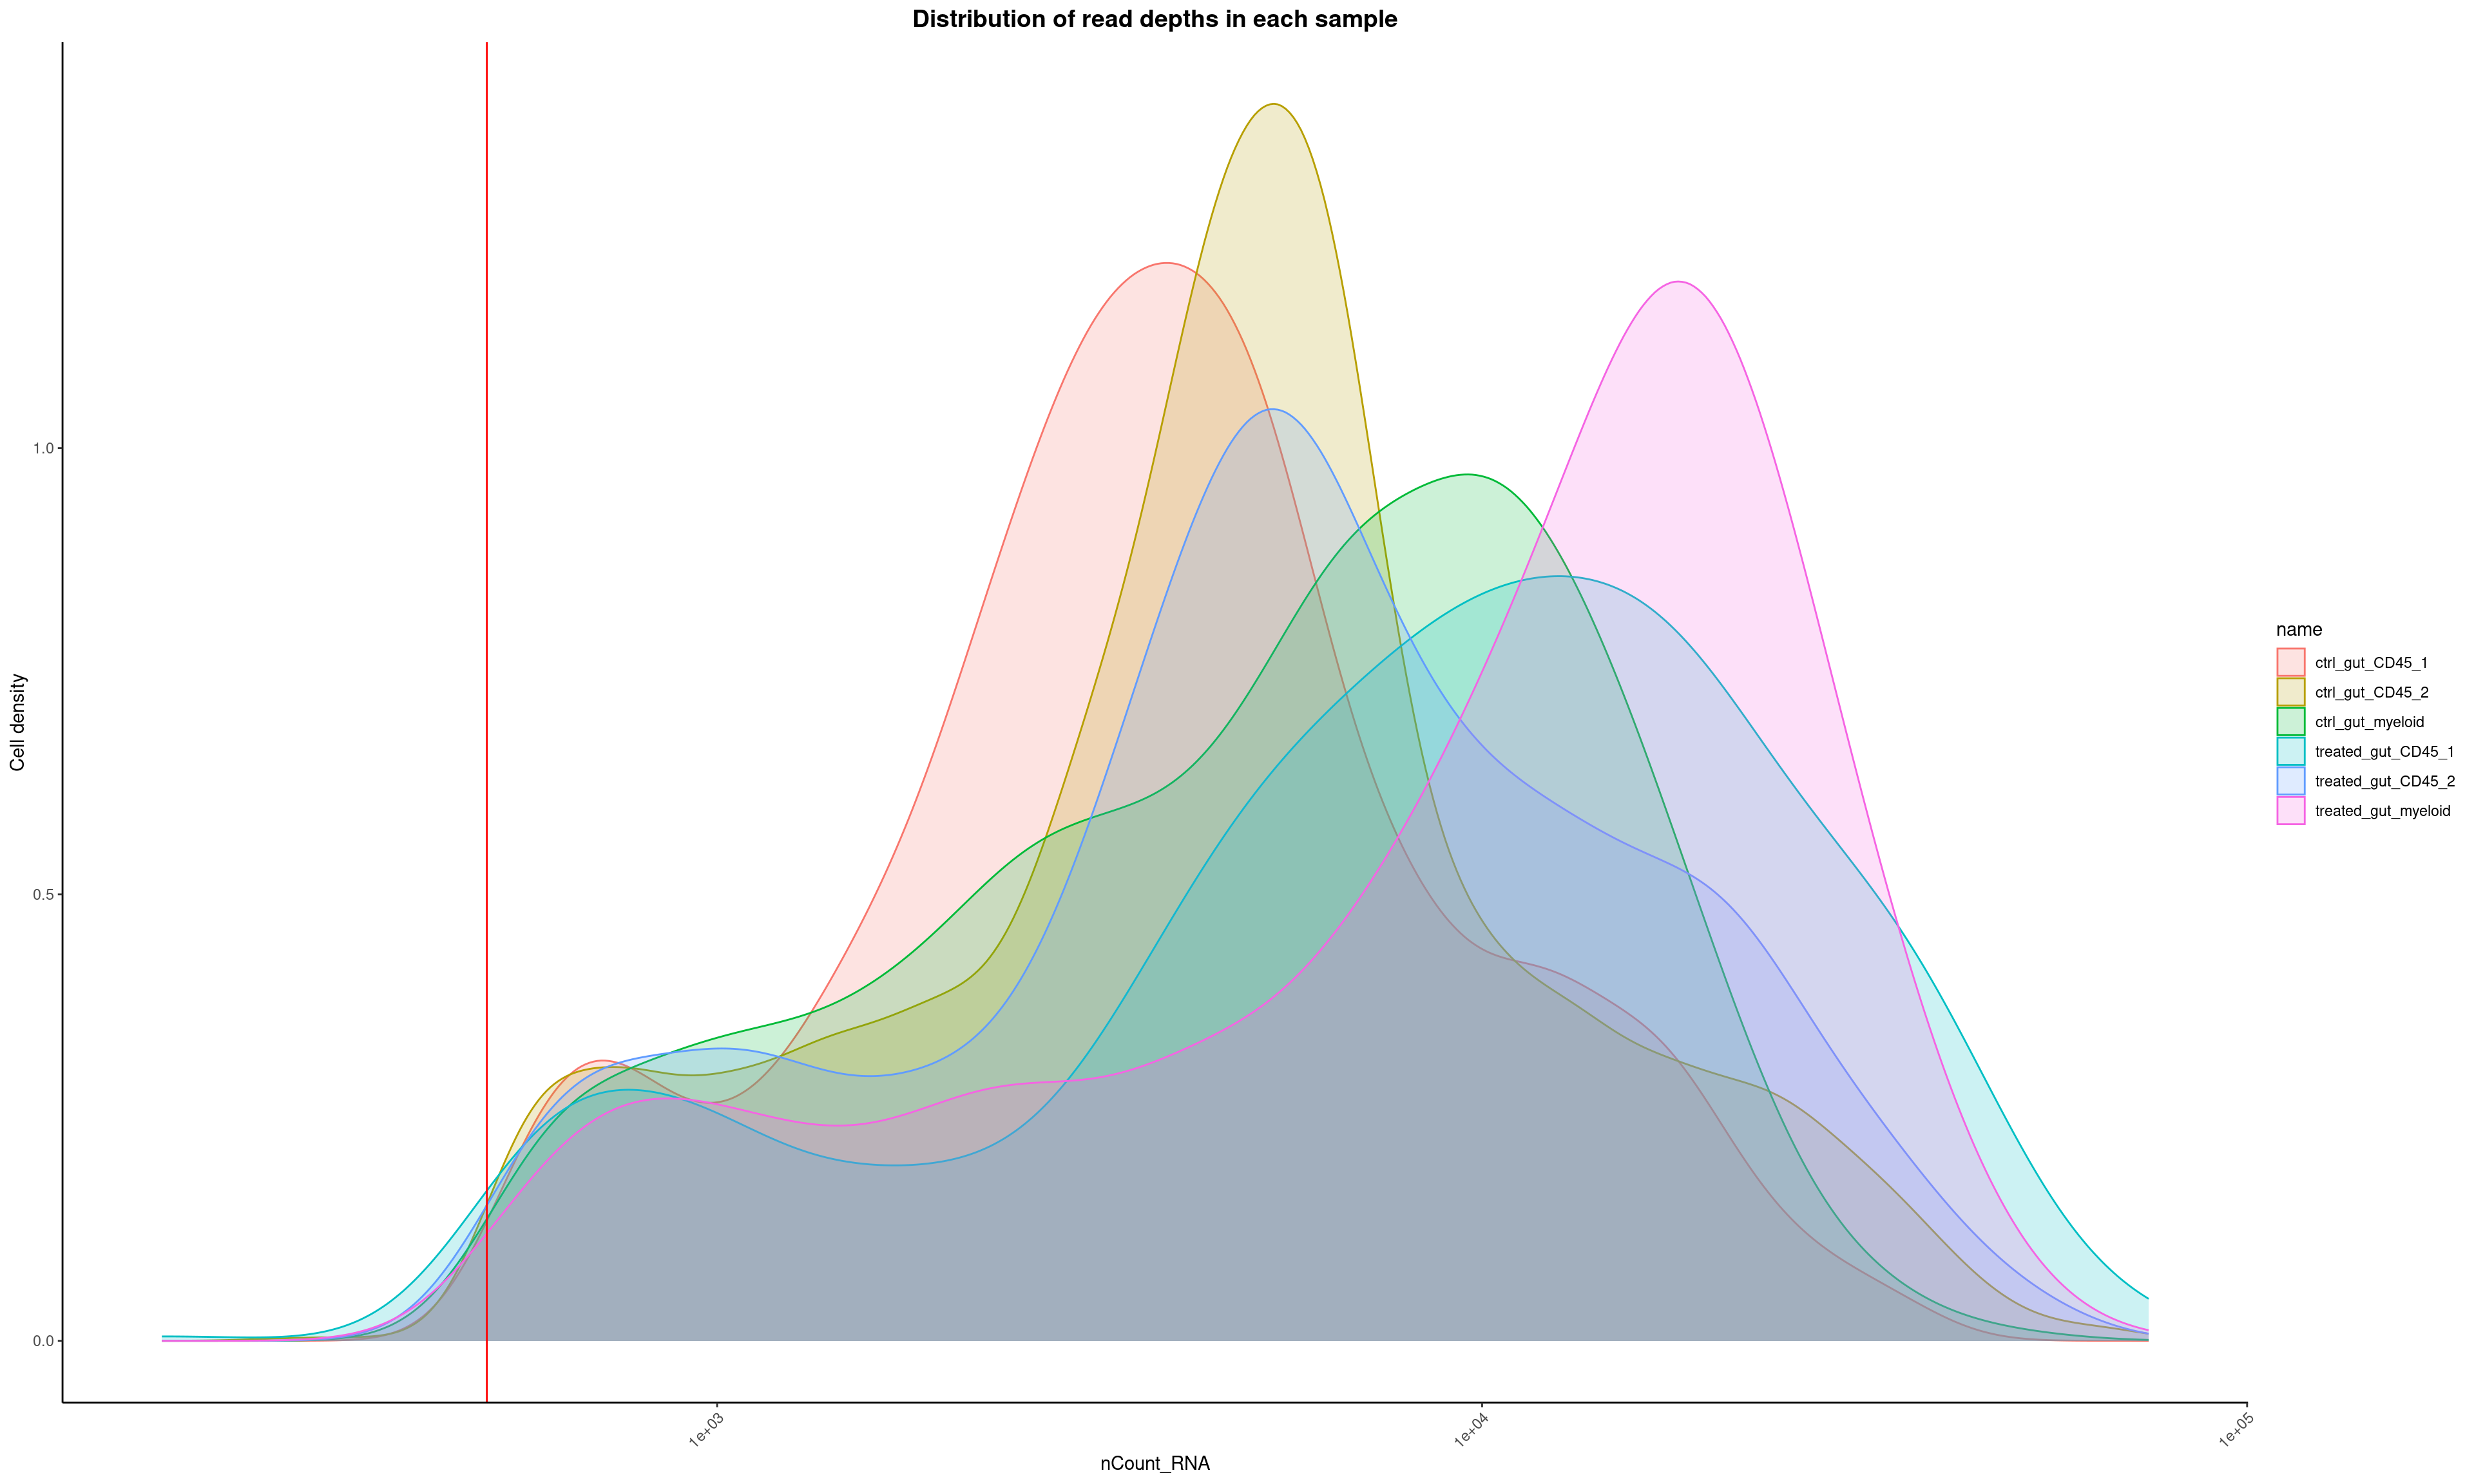 Distribution of read depths in each sample
Cell density
1.0
0.5
0.0
1e+03
1e+04
1e+05
nCount_RNA
name
ctrl_gut_CD45_1
ctrl_gut_CD45_2
ctrl_gut_myeloid
treated_gut_CD45_1
treated_gut_CD45_2
treated_gut_myeloid